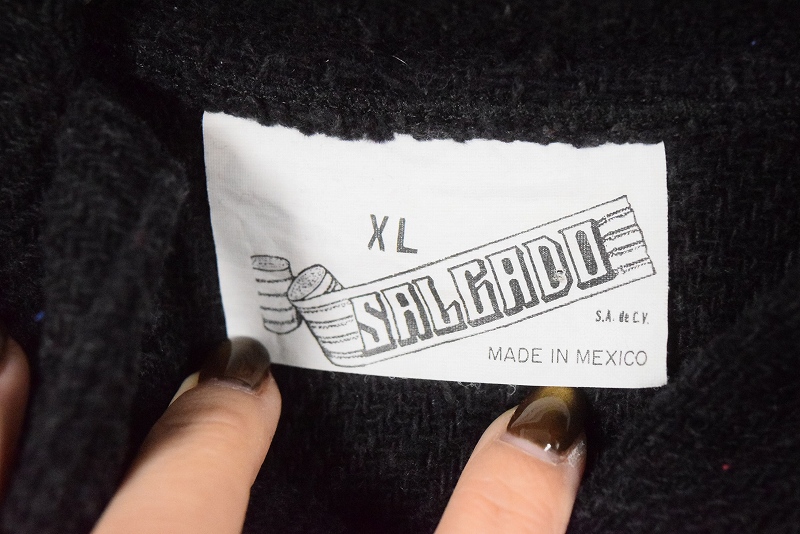 XL
SALGADO
S.A. de C.V.
MADE IN MEXICO